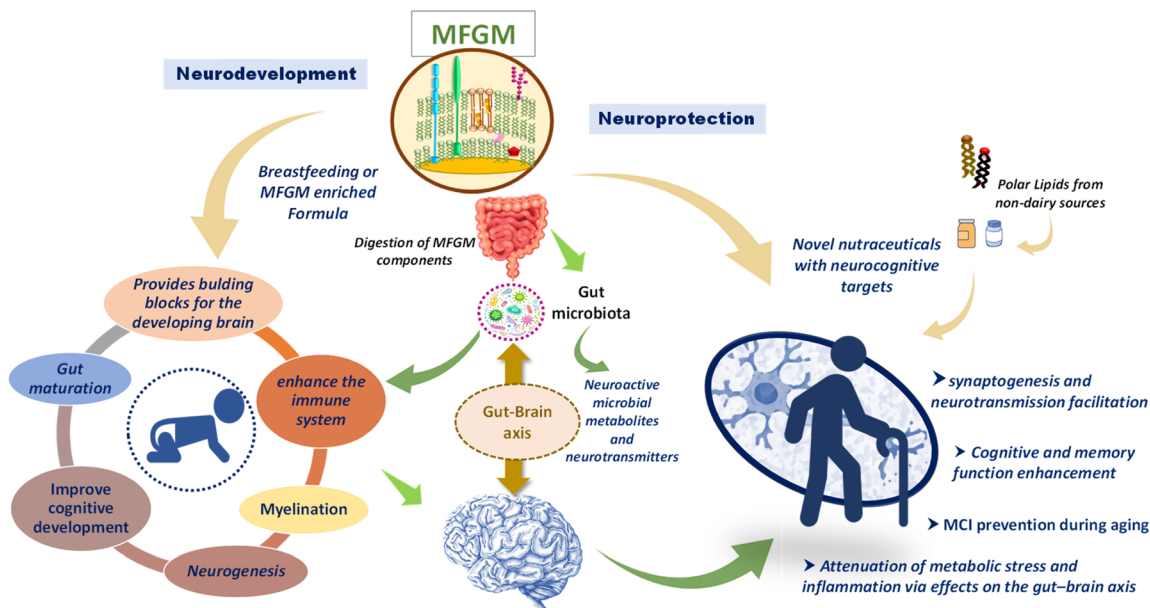 MFGM
Neurodevelopment
Neuroprotection
Breastfeeding or
MFGM enriched
Formula
Digestion of MFGM
components
Gut
microbiota
Polar Lipids from
non-dairy sources
Novel nutraceuticals
with neurocognitive
targets
Provides bulding
blocks for the
developing brain
Gut
maturation
enhance the
immune
system
Improve
cognitive
development
Myelination
Neurogenesis
Gut-Brain
axis
Neuroactive
microbial
metabolites
and
neurotransmitters
➤ synaptogenesis and
neurotransmission facilitation
➤ Cognitive and memory
function enhancement
➤ MCI prevention during aging
➤ Attenuation of metabolic stress and
inflammation via effects on the gut–brain axis